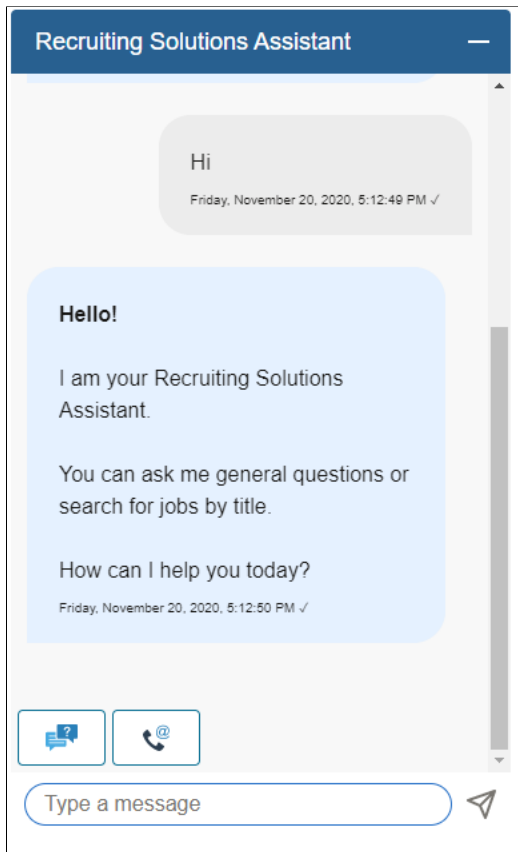 Recruiting Solutions Assistant
Hi
Friday, November 20, 2020, 5:12:49 PM ✓
Hello!
I am your Recruiting Solutions
Assistant.
You can ask me general questions or
search for jobs by title.
How can I help you today?
Friday, November 20, 2020, 5:12:50 PM ✓
?
@
Type a message